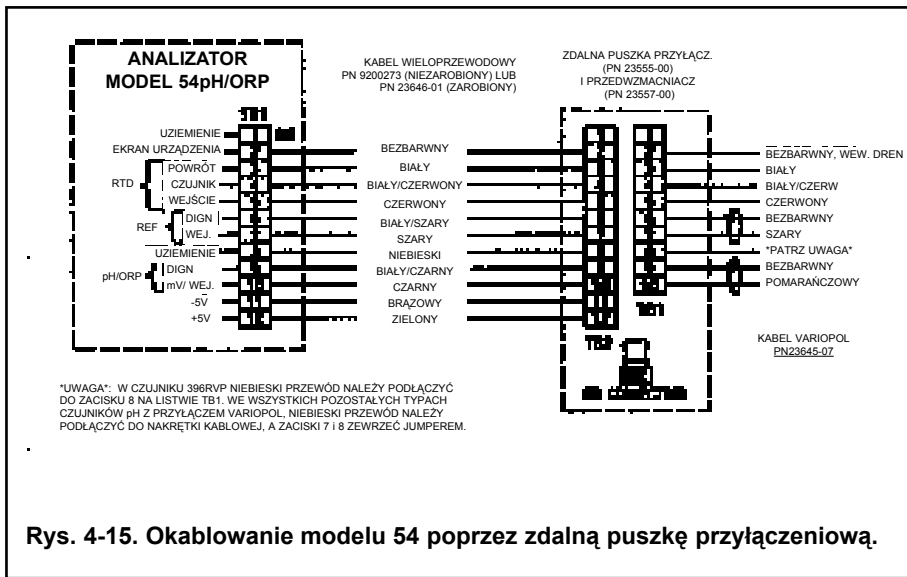 ANALIZATOR
MODEL 54pH/ORP
KABEL WIELOPRZEWODOWY
PN 9200273 (NIEZAROBIONY) LUB
PN 23646-01 (ZAROBIONY)
ZDALNA PUSZKA PRZYŁĄCZ.
(PN 23555-00)
I PRZEDWZMACNIACZ
(PN 23557-00)
UZIEMIENIE
EKRAN URZĄDZENIA
RTD
POWRÓT
CZUJNIK
WEJŚCIE
REF
DIGN
WEJ.
UZIEMIENIE
pH/ORP
DIGN
mV/ WEJ.
-5V
+5V
BEZBARWNY
BIAŁY
BIAŁY/CZERWONY
CZERWONY
BIAŁY/SZARY
SZARY
NIEBIESKI
BIAŁY/CZARNY
CZARNY
BRĄZOWY
ZIELONY
TB2
TB1
BEZBARWNY, WEW. DREN
BIAŁY
BIAŁY/CZERW
CZERWONY
BEZBARWNY
SZARY
*PATRZ UWAGA*
BEZBARWNY
POMARAŃCZOWY
KABEL VARIOPOL
PN23645-07
*UWAGA*: W CZUJNIKU 396RVP NIEBIESKI PRZEWÓD NALEŻY PODŁĄCZYĆ
DO ZACISKU 8 NA LISTWIE TB1. WE WSZYSTKICH POZOSTAŁYCH TYPACH
CZUJNIKÓW pH Z PRZYŁĄCZEM VARIOPOL, NIEBIESKI PRZEWÓD NALEŻY
PODŁĄCZYĆ DO NAKRĘTKI KABLOWEJ, A ZACISKI 7 i 8 ZEWRZEĆ JUMPEREM.
Rys. 4-15. Okablowanie modelu 54 poprzez zdalną puszkę przyłączeniową.